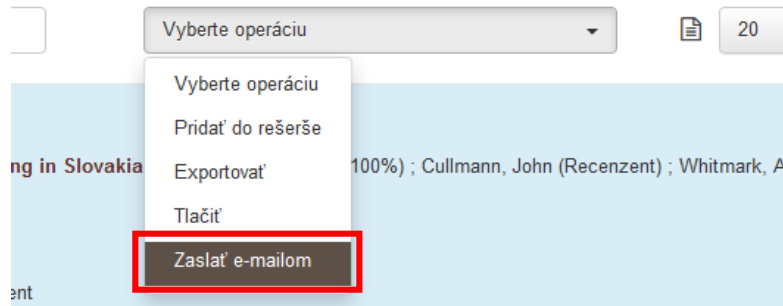 Vyberte operáciu 20
Vyberte operáciu
Pridať do rešerše
ng in Slovakia 100%) ; Cullmann, John (Recenzent) ; Whitmark, A
Exportovať
Tlačiť
Zaslať e-mailom
ent